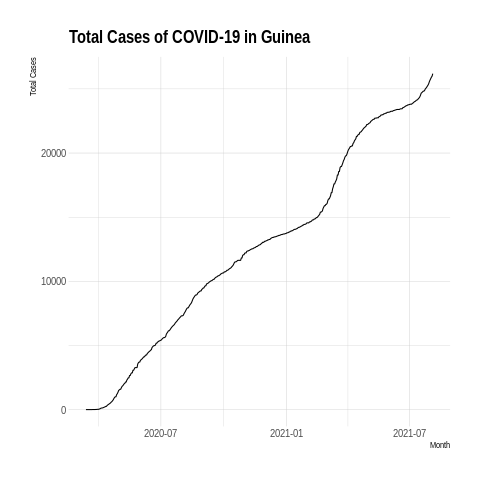 Total Cases of COVID-19 in Guinea
Total Cases
20000
10000
0
2020-07 2021-01 2021-07
Month